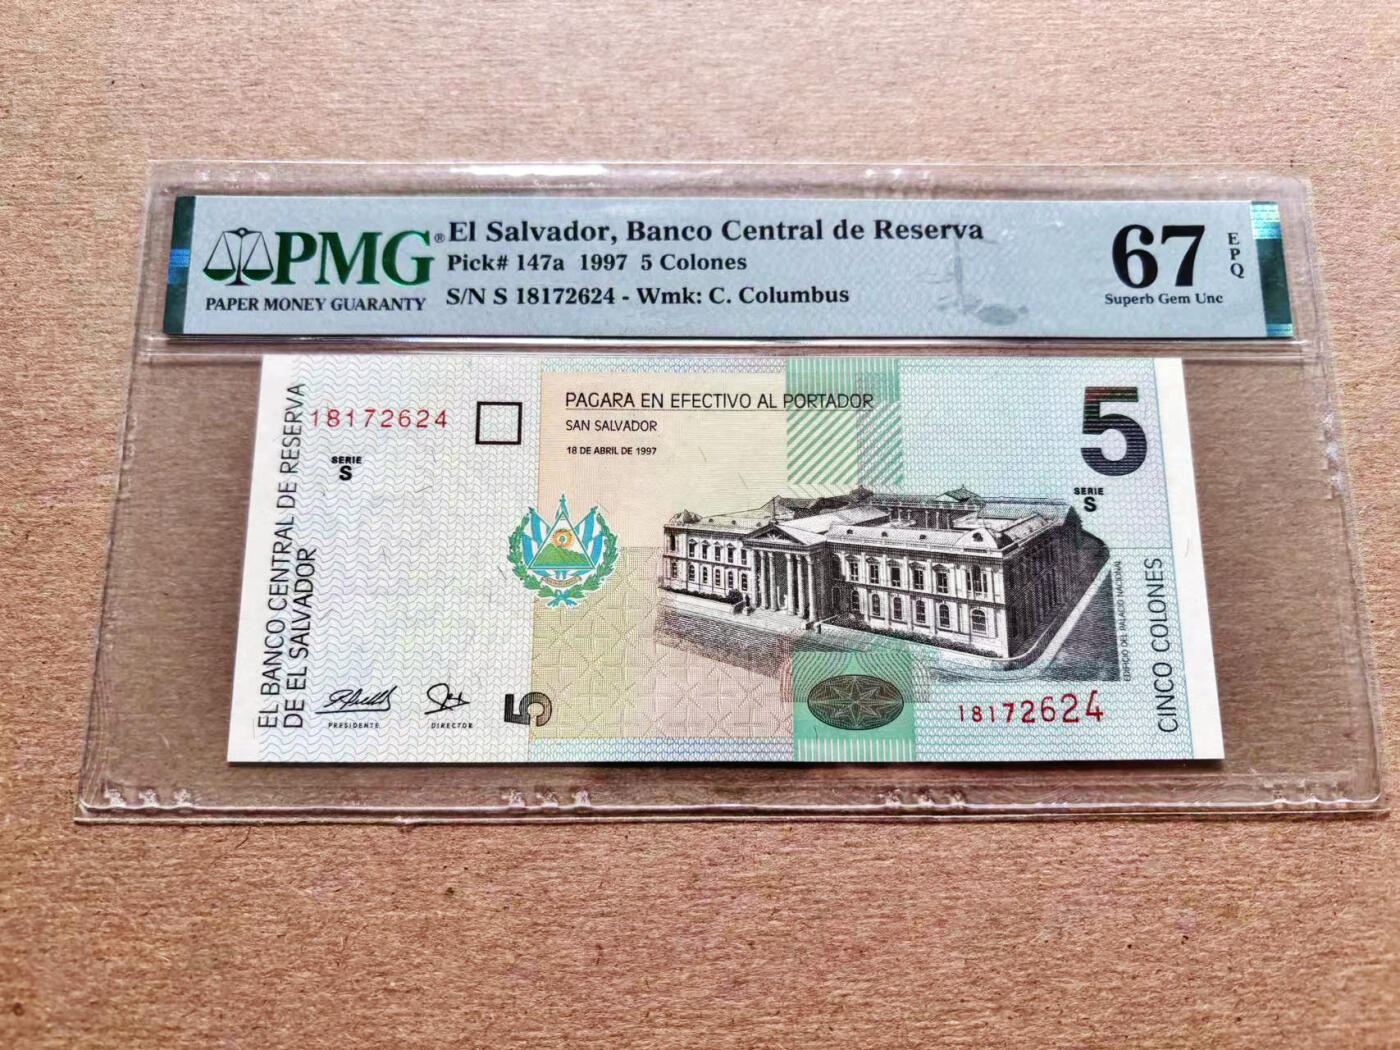 PMG®
PAPER MONEY GUARANTY
El Salvador, Banco Central de Reserva
Pick# 147a 1997 5 Colones
S/N S 18172624 - Wmk: C. Columbus
67
EPQ
Superb Gem Unc
EL BANCO CENTRAL DE RESERVA
DE EL SALVADOR
18172624
SERIE
S
PAGARA EN EFECTIVO AL PORTADOR
SAN SALVADOR
18 DE ABRIL DE 1997
5
SERIE
S
EDIFICIO DEL PALACIO NACIONAL
CINCO COLONES
PRESIDENTE
DIRECTOR
5
18172624